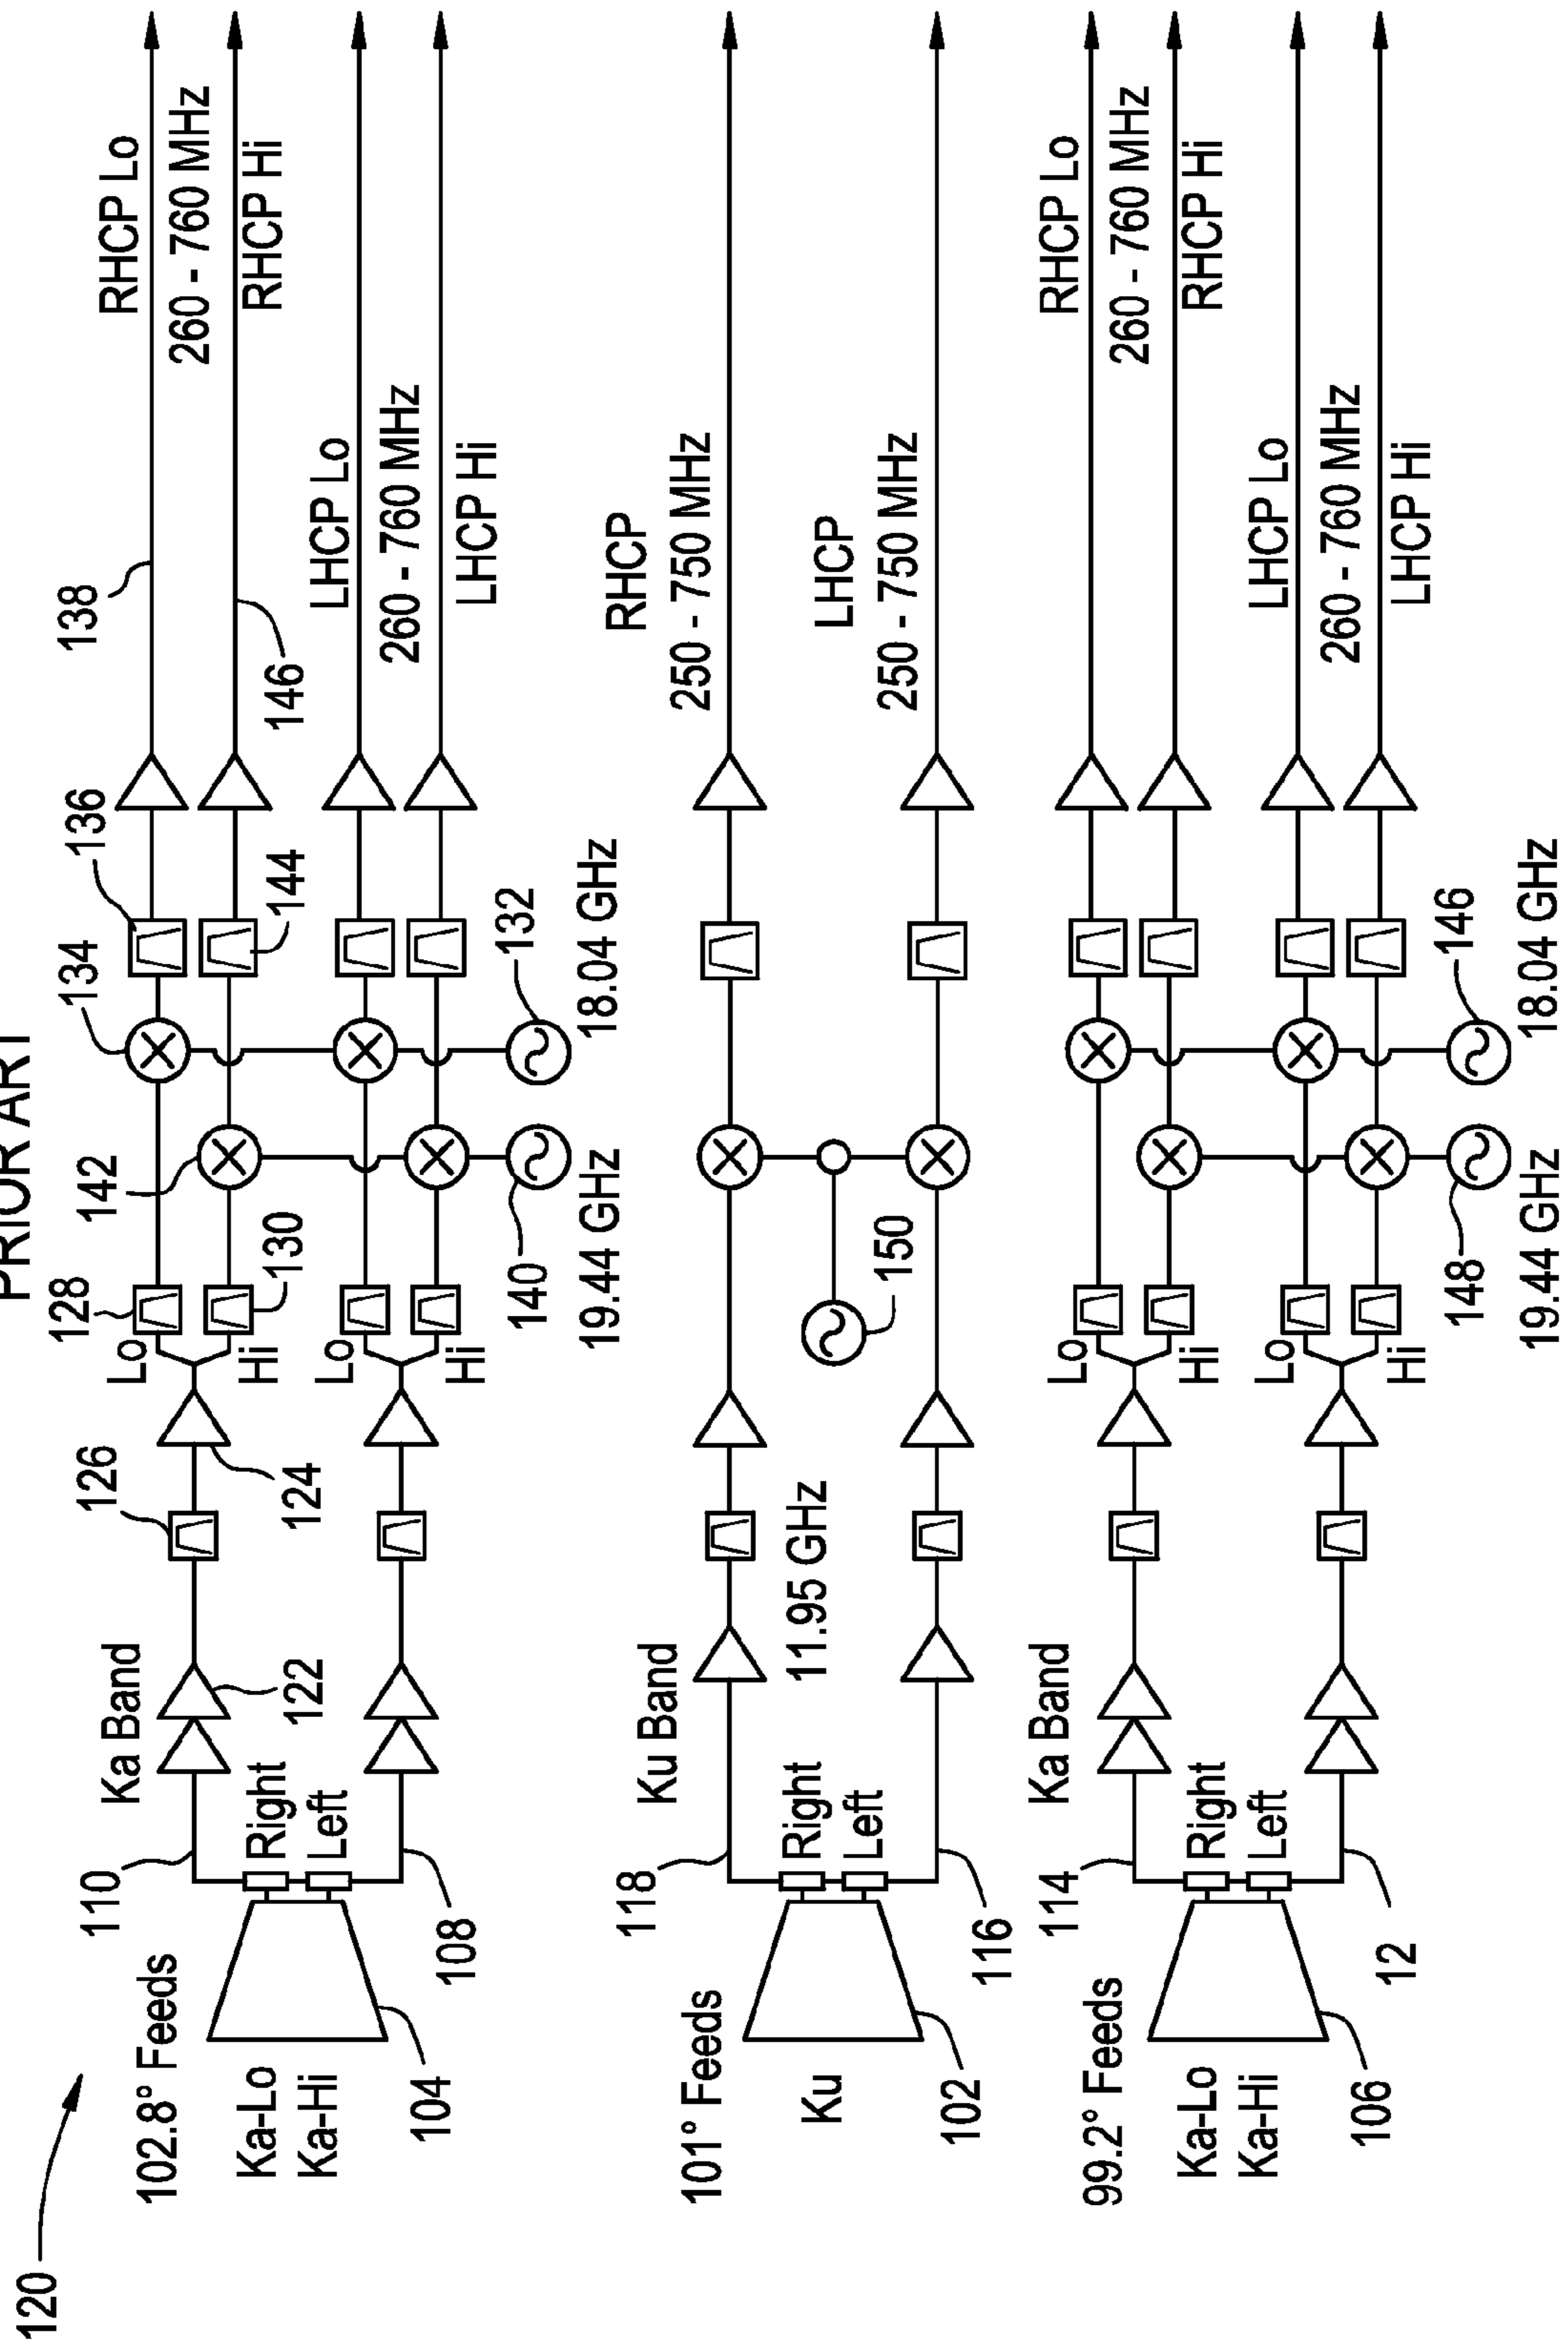 PRIOR ART
120
102.8° Feeds
Ka-Lo
Ka-Hi
104
110
108
Right
Left
Ka Band
122
126
124
Lo
Hi
Lo
Hi
128
130
142
140
19.44 GHz
134
132
18.04 GHz
136
144
138
146
RHCP Lo
260 - 760 MHz
RHCP Hi
LHCP Lo
260 - 760 MHz
LHCP Hi
101° Feeds
Ku
102
118
116
Right
Left
Ku Band
11.95 GHz
150
RHCP
250 - 750 MHz
LHCP
250 - 750 MHz
99.2° Feeds
Ka-Lo
Ka-Hi
106
114
12
Right
Left
Ka Band
Lo
Hi
Lo
Hi
148
19.44 GHz
146
18.04 GHz
RHCP Lo
260 - 760 MHz
RHCP Hi
LHCP Lo
260 - 760 MHz
LHCP Hi